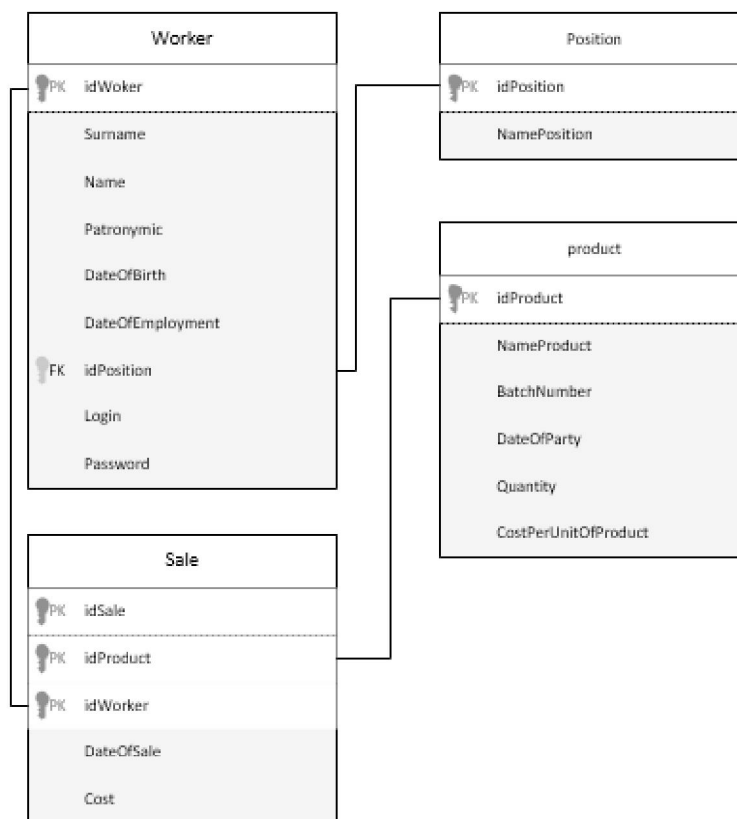 Worker
PK idWoker
Surname
Name
Patronymic
DateOfBirth
DateOfEmployment
FK idPosition
Login
Password
Position
PK idPosition
NamePosition
product
PK idProduct
NameProduct
BatchNumber
DateOfParty
Quantity
CostPerUnitOfProduct
Sale
PK idSale
PK idProduct
PK idWorker
DateOfSale
Cost